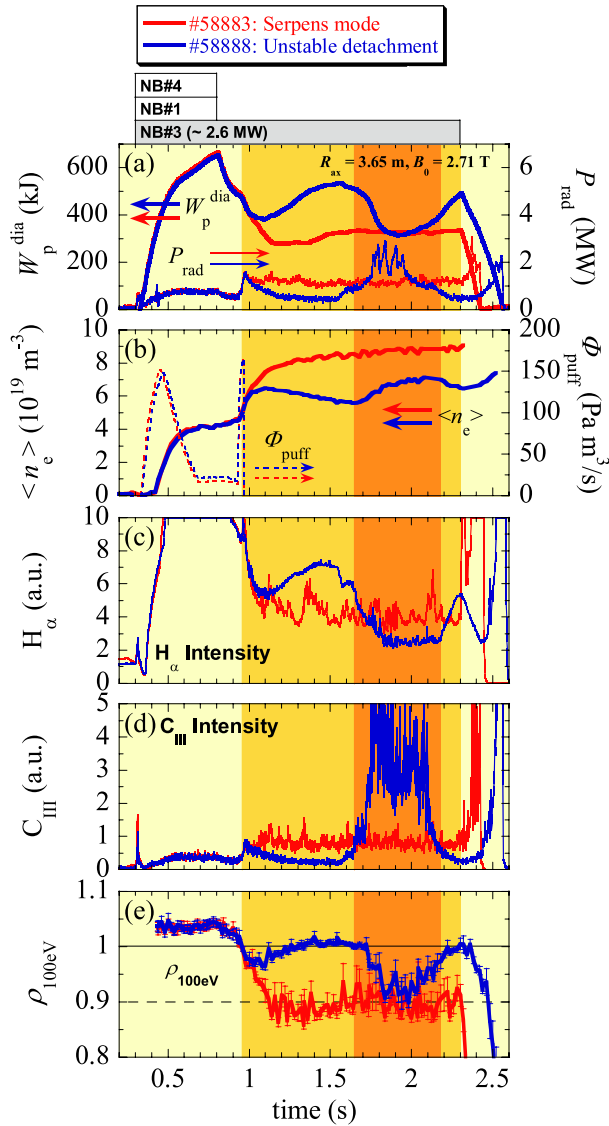 #58883: Serpens mode
#58888: Unstable detachment
NB#4
NB#1
NB#3 (~ 2.6 MW)
(a)
R_ax = 3.65 m, B_0 = 2.71 T
W_p^dia
P_rad
W_p^dia (kJ)
600
400
200
0
P_rad (MW)
6
4
2
0
(b)
<n_e>
Φ_puff
<n_e> (10^19 m^-3)
10
8
6
4
2
0
Φ_puff (Pa m^3/s)
200
150
100
50
0
(c)
H_α Intensity
H_α (a.u.)
10
8
6
4
2
0
(d)
C_III Intensity
C_III (a.u.)
5
4
3
2
1
0
(e)
ρ_100eV
ρ_100eV
1.1
1
0.9
0.8
0.5
1
1.5
2
2.5
time (s)